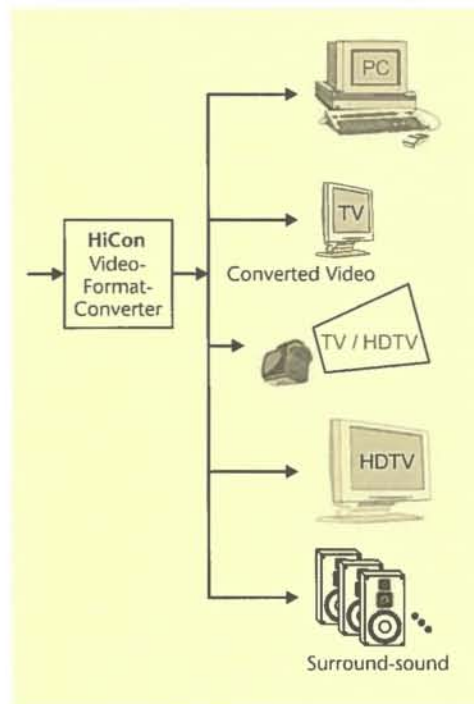 PC
TV
HiCon
Video-
Format-
Converter
Converted Video
TV / HDTV
HDTV
Surround-sound